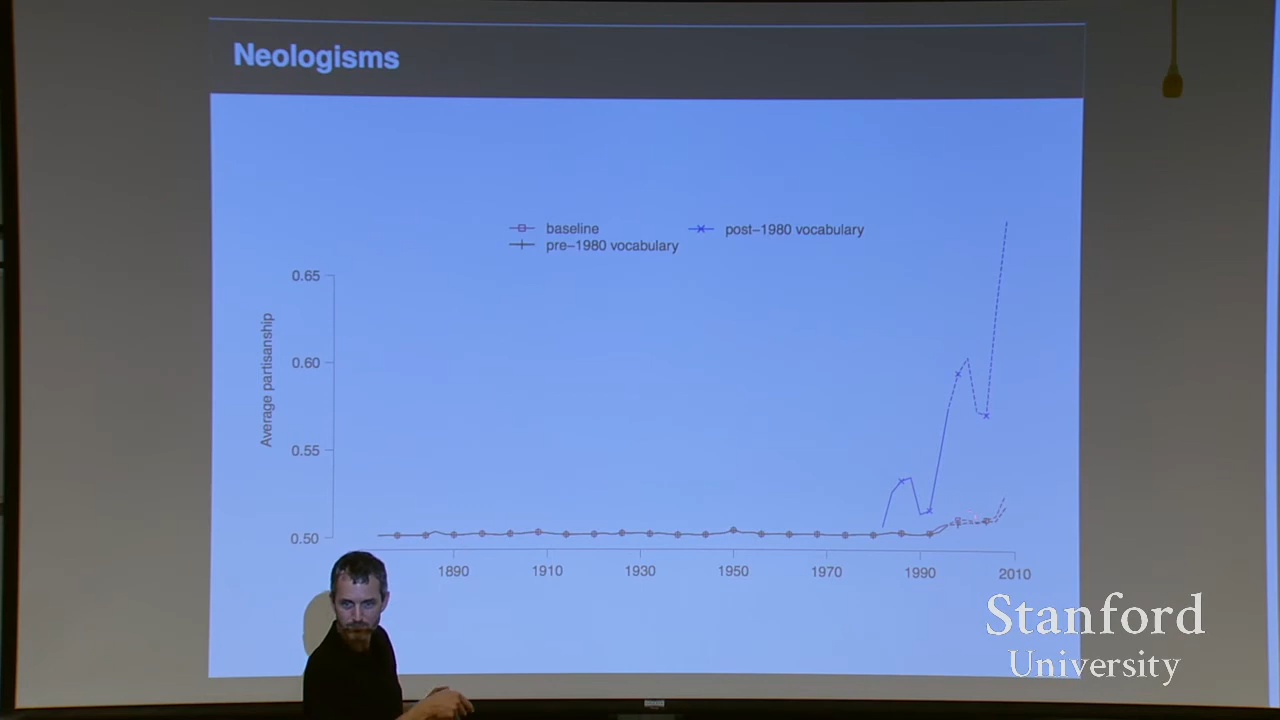 Neologisms
baseline
post−1980 vocabulary
pre−1980 vocabulary
Average partisanship
0.65
0.60
0.55
0.50
1890 1910 1930 1950 1970 1990 2010
Stanford
University